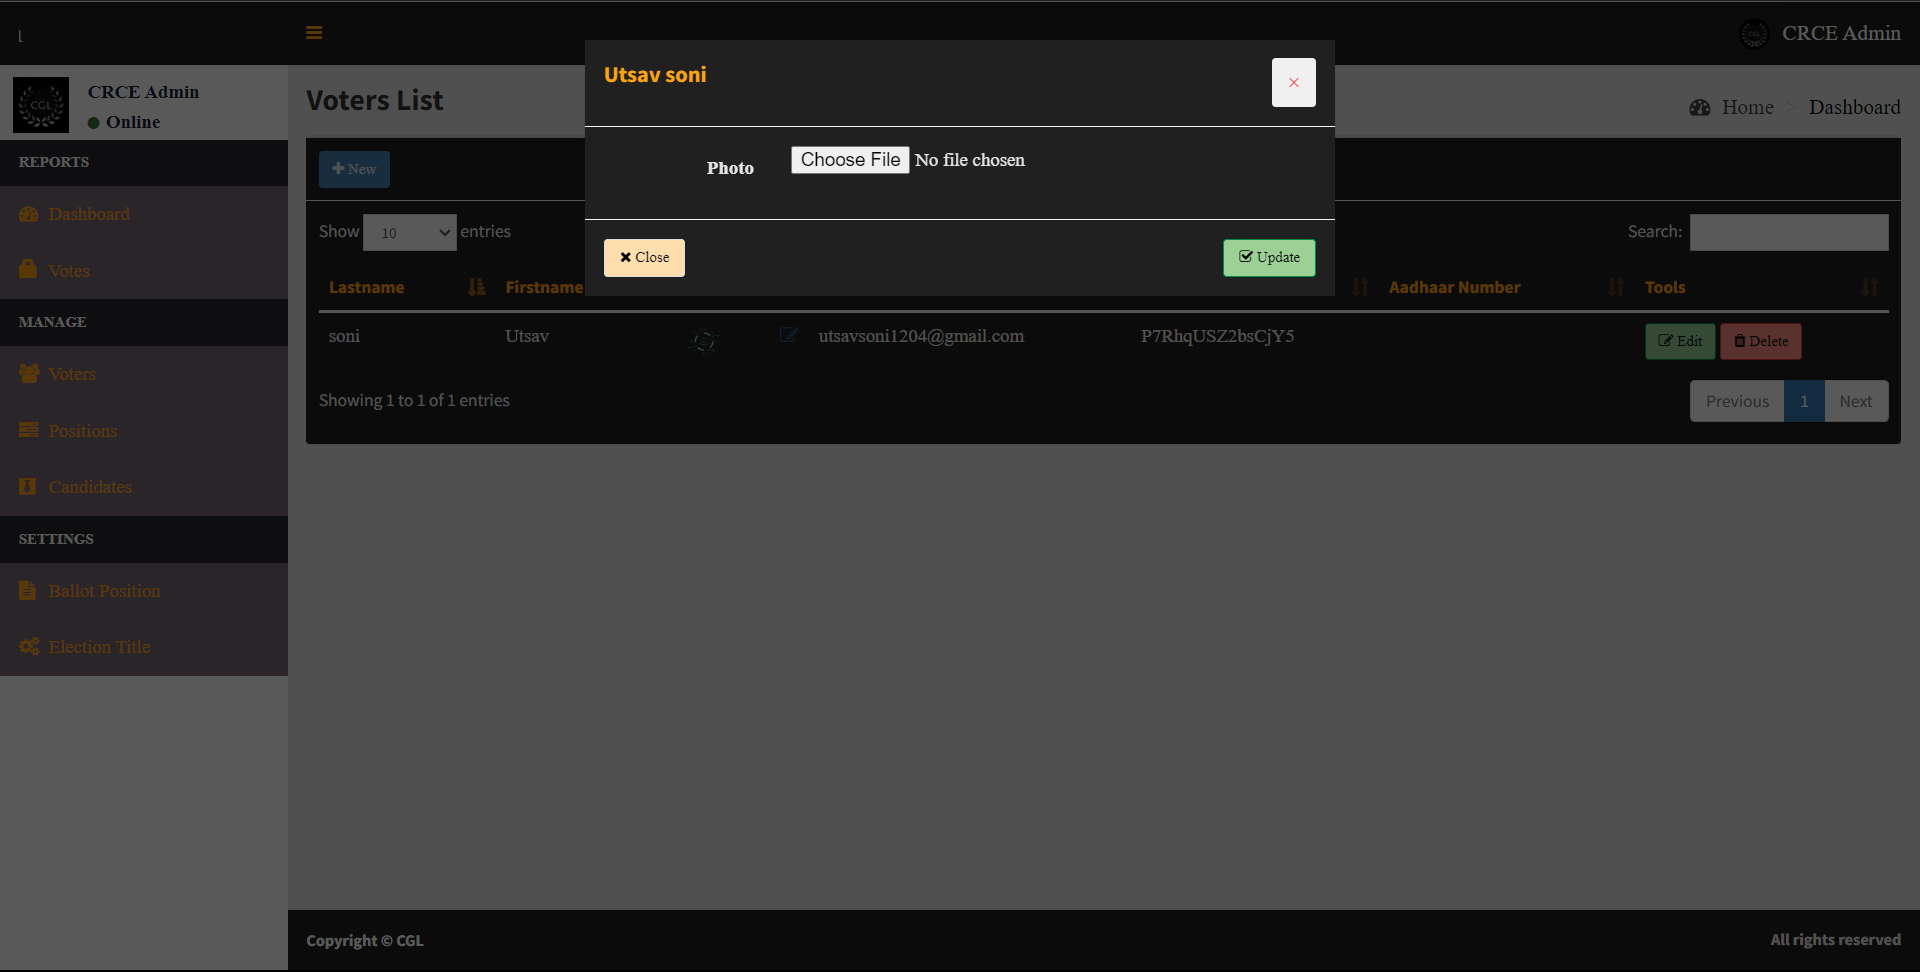 CRCE Admin
Utsav soni
×
CGL
CRCE Admin
Online
Voters List
Home > Dashboard
REPORTS
New
Photo
Choose File No file chosen
Dashboard
Show 10 entries
Search:
Close
Update
Votes
Lastname
Firstname
Aadhaar Number
Tools
MANAGE
soni
Utsav
utsavsoni1204@gmail.com
P7RhqUSZ2bsCjY5
Edit
Delete
Voters
Showing 1 to 1 of 1 entries
Previous
1
Next
Positions
Candidates
SETTINGS
Ballot Position
Election Title
Copyright © CGL
All rights reserved